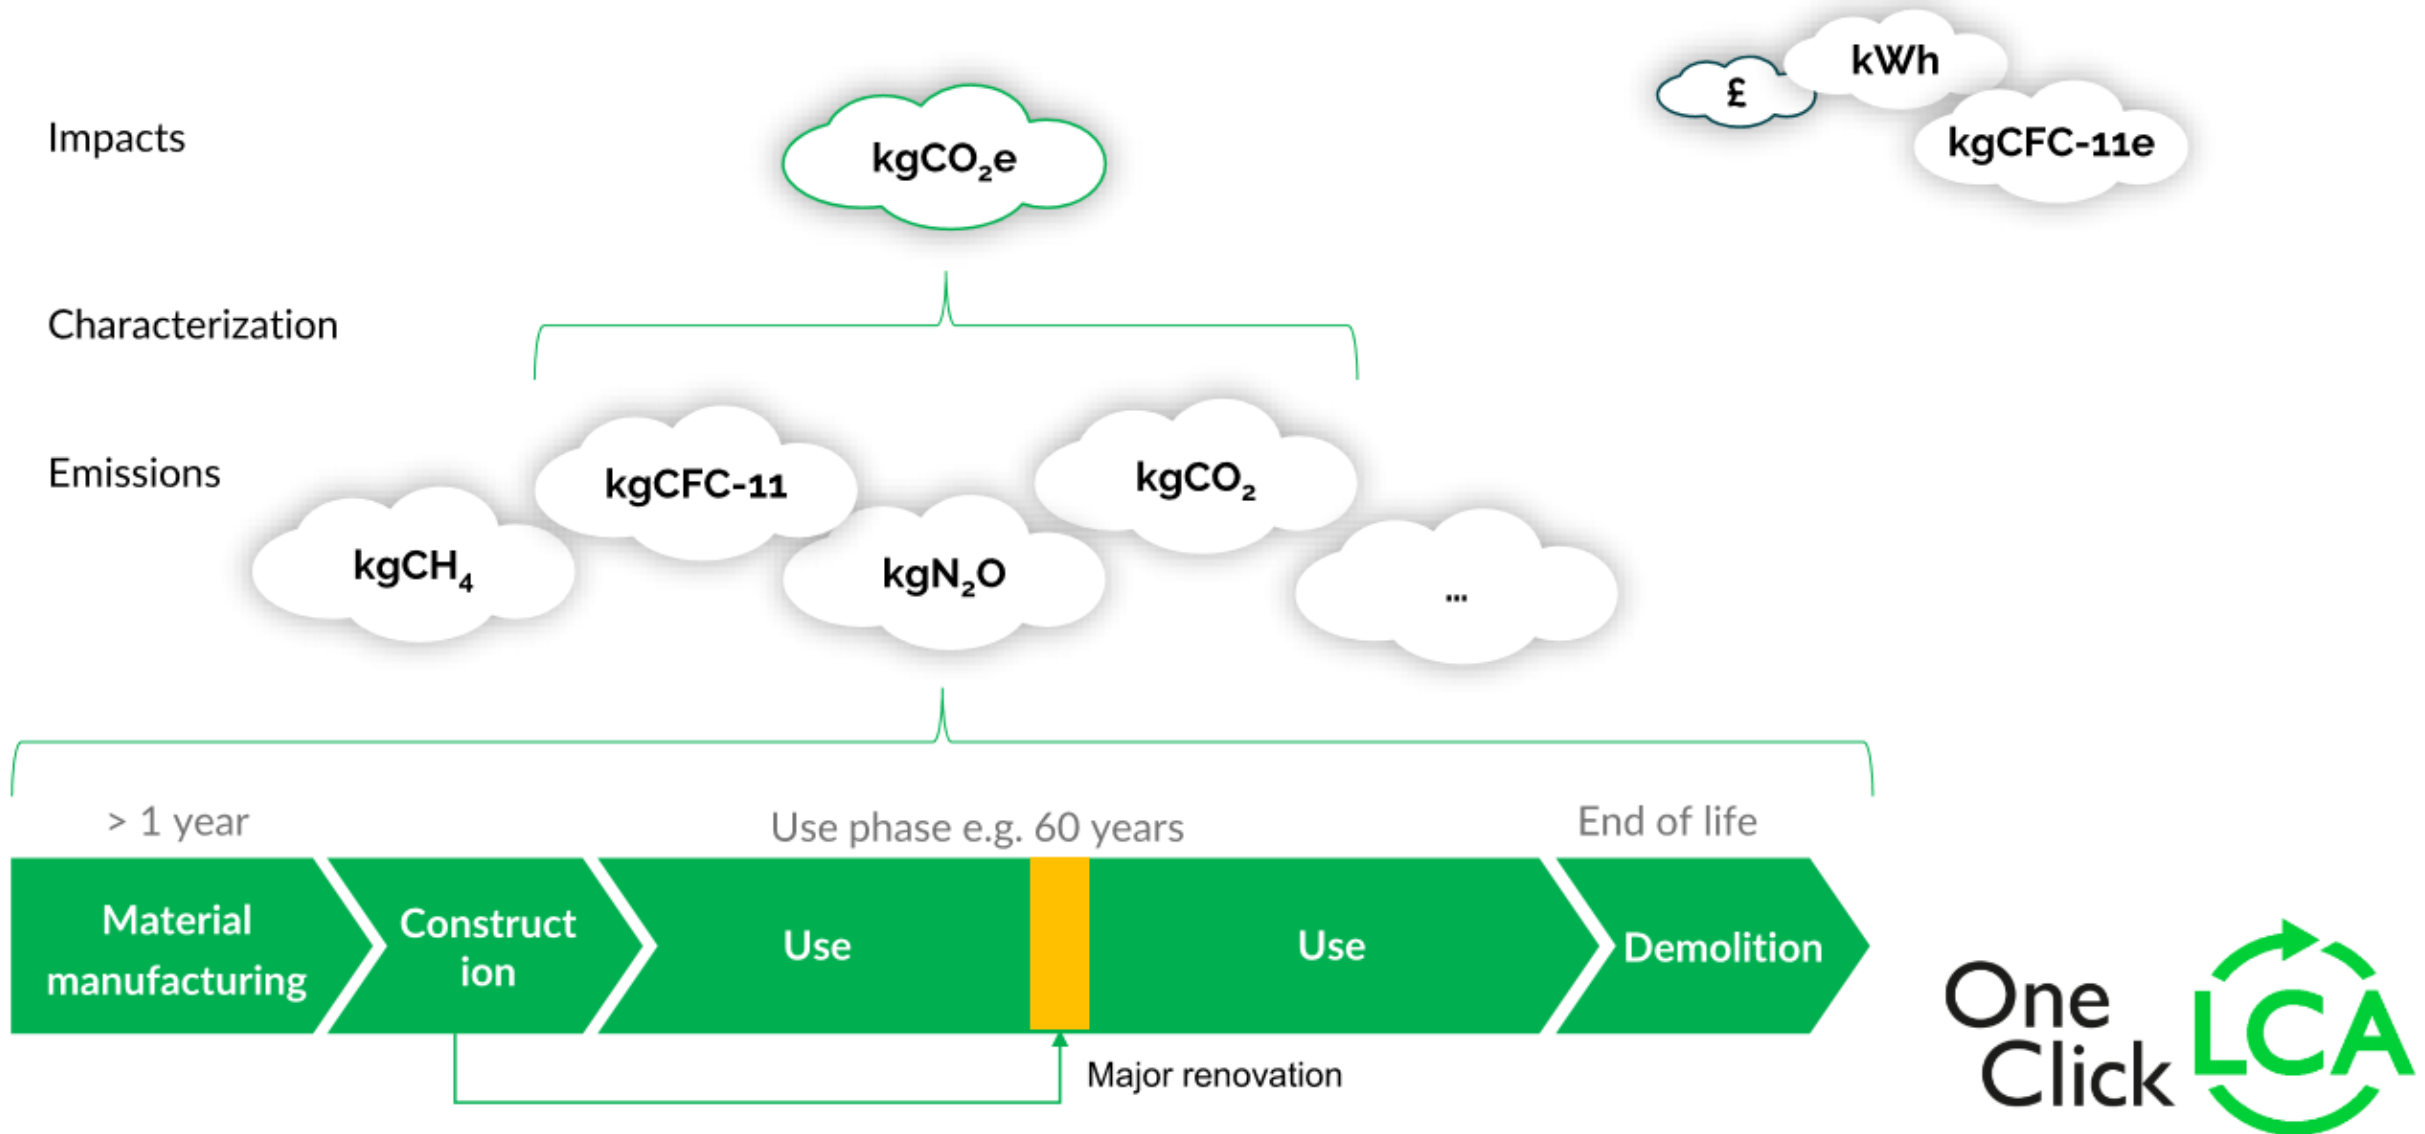 £
kWh
kgCFC-11e
Impacts
kgCO₂e
Characterization
Emissions
kgCH₄
kgCFC-11
kgN₂O
kgCO₂
...
> 1 year
Use phase e.g. 60 years
End of life
Material
manufacturing
Construct
ion
Use
Use
Demolition
Major renovation
One
Click
LCA